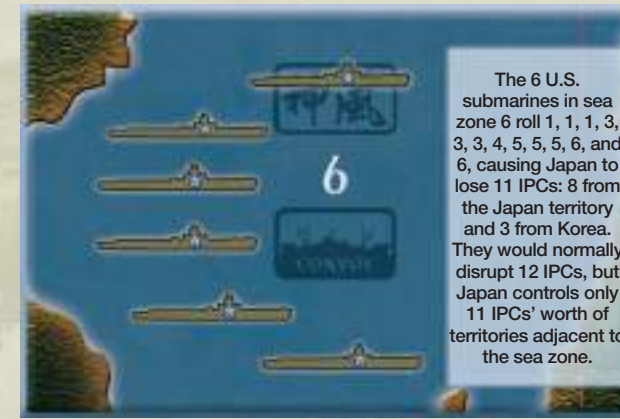 神風
6
CONVOY
The 6 U.S.
submarines in sea
zone 6 roll 1, 1, 1, 3,
3, 3, 4, 5, 5, 5, 6, and
6, causing Japan to
lose 11 IPCs: 8 from
the Japan territory
and 3 from Korea.
They would normally
disrupt 12 IPCs, but
Japan controls only
11 IPCs’ worth of
territories adjacent to
the sea zone.